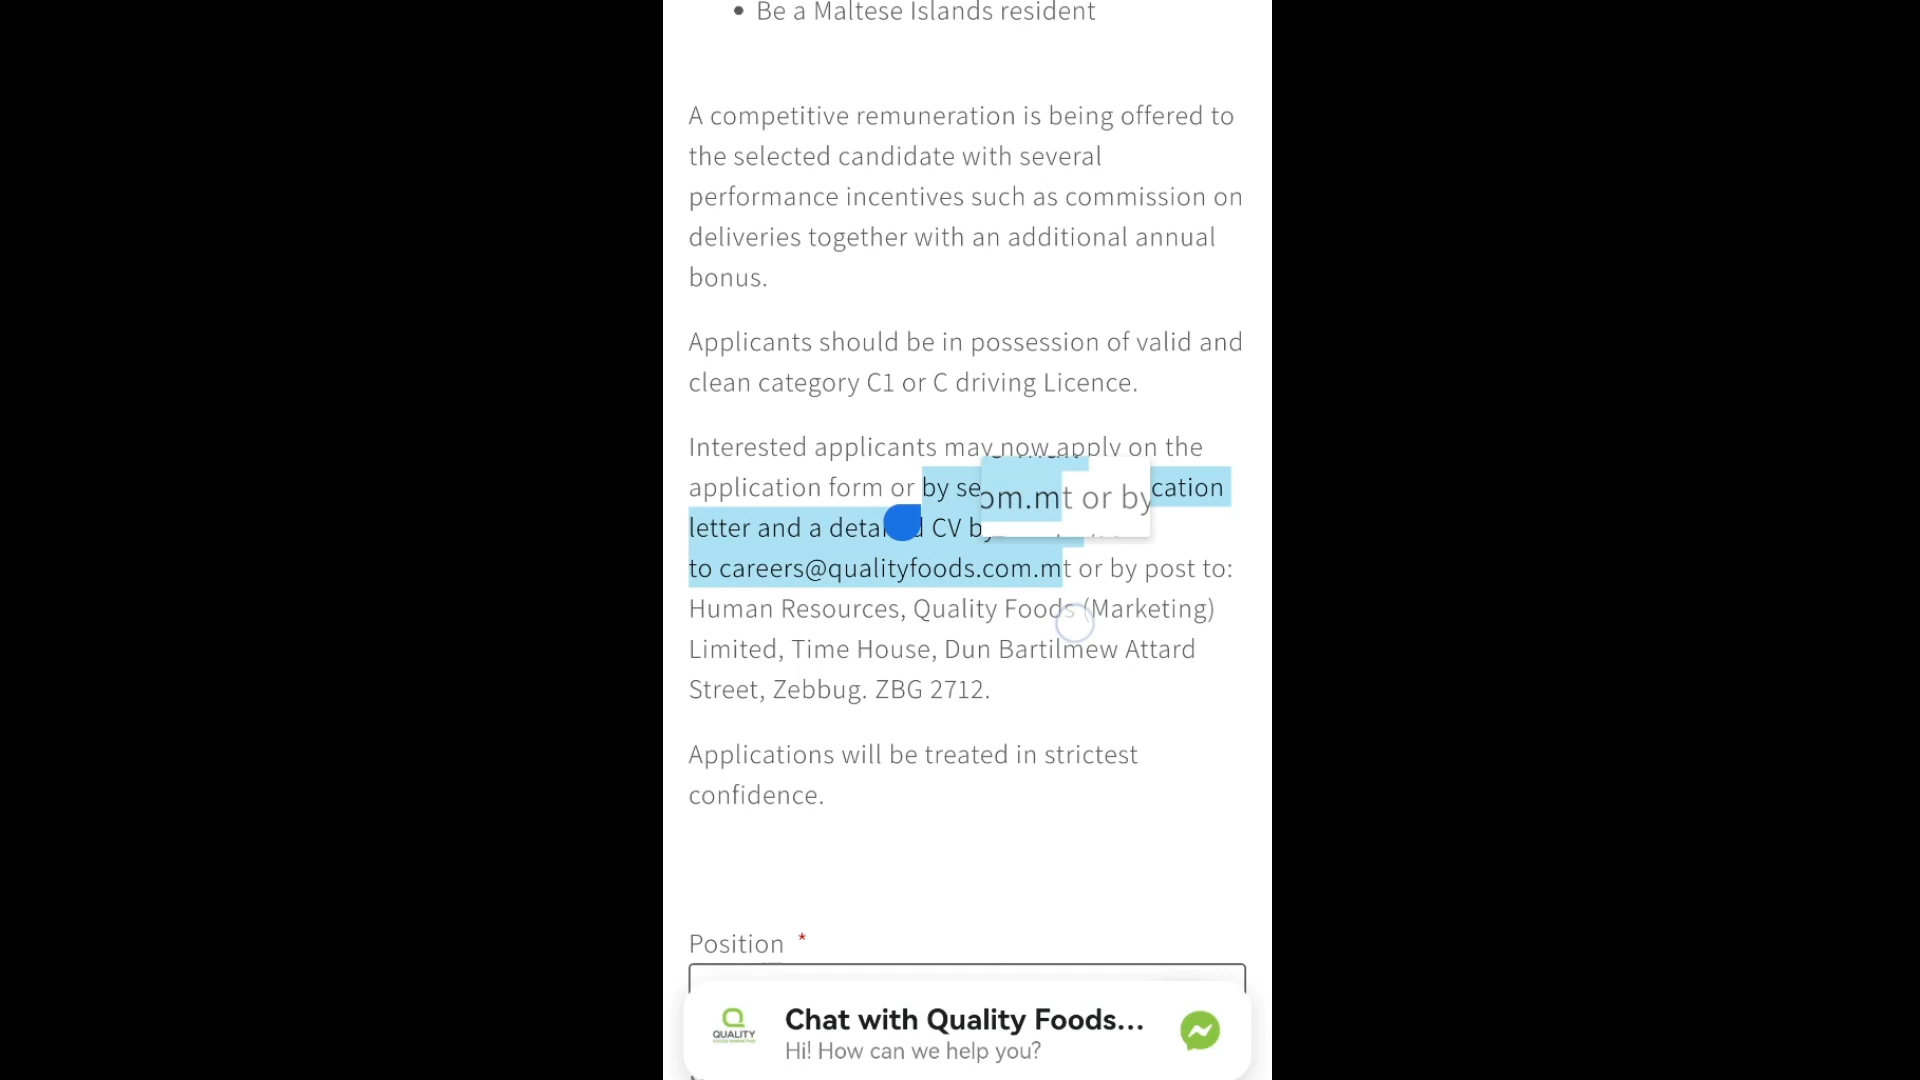 Be a Maltese Islands resident
A competitive remuneration is being offered to
the selected candidate with several
performance incentives such as commission on
deliveries together with an additional annual
bonus.
Applicants should be in possession of valid and
clean category C1 or C driving Licence.
Interested applicants may now apply on the
application form or by se cation
om.mt or by
letter and a CV by
to careers@qualityfoods.com.mt or by post to:
Human Resources, Quality Foods (Marketing)
Limited, Time House, Dun Bartilmew Attard
Street, Zebbug. ZBG 2712.
Applications will be treated in strictest
confidence.
Position *
Chat with Quality Foods...
QUALITY
Hi! How can we help you?